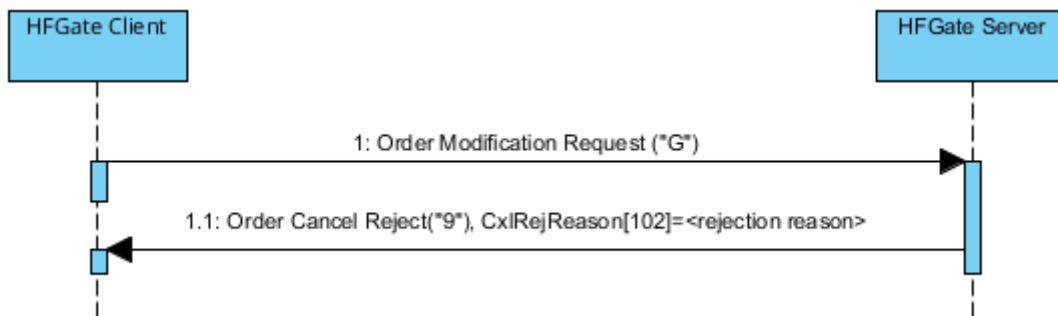 HFGate Client
HFGate Server
1: Order Modification Request ("G")
1.1: Order Cancel Reject("9"), CxlRejReason[102]=<rejection reason>